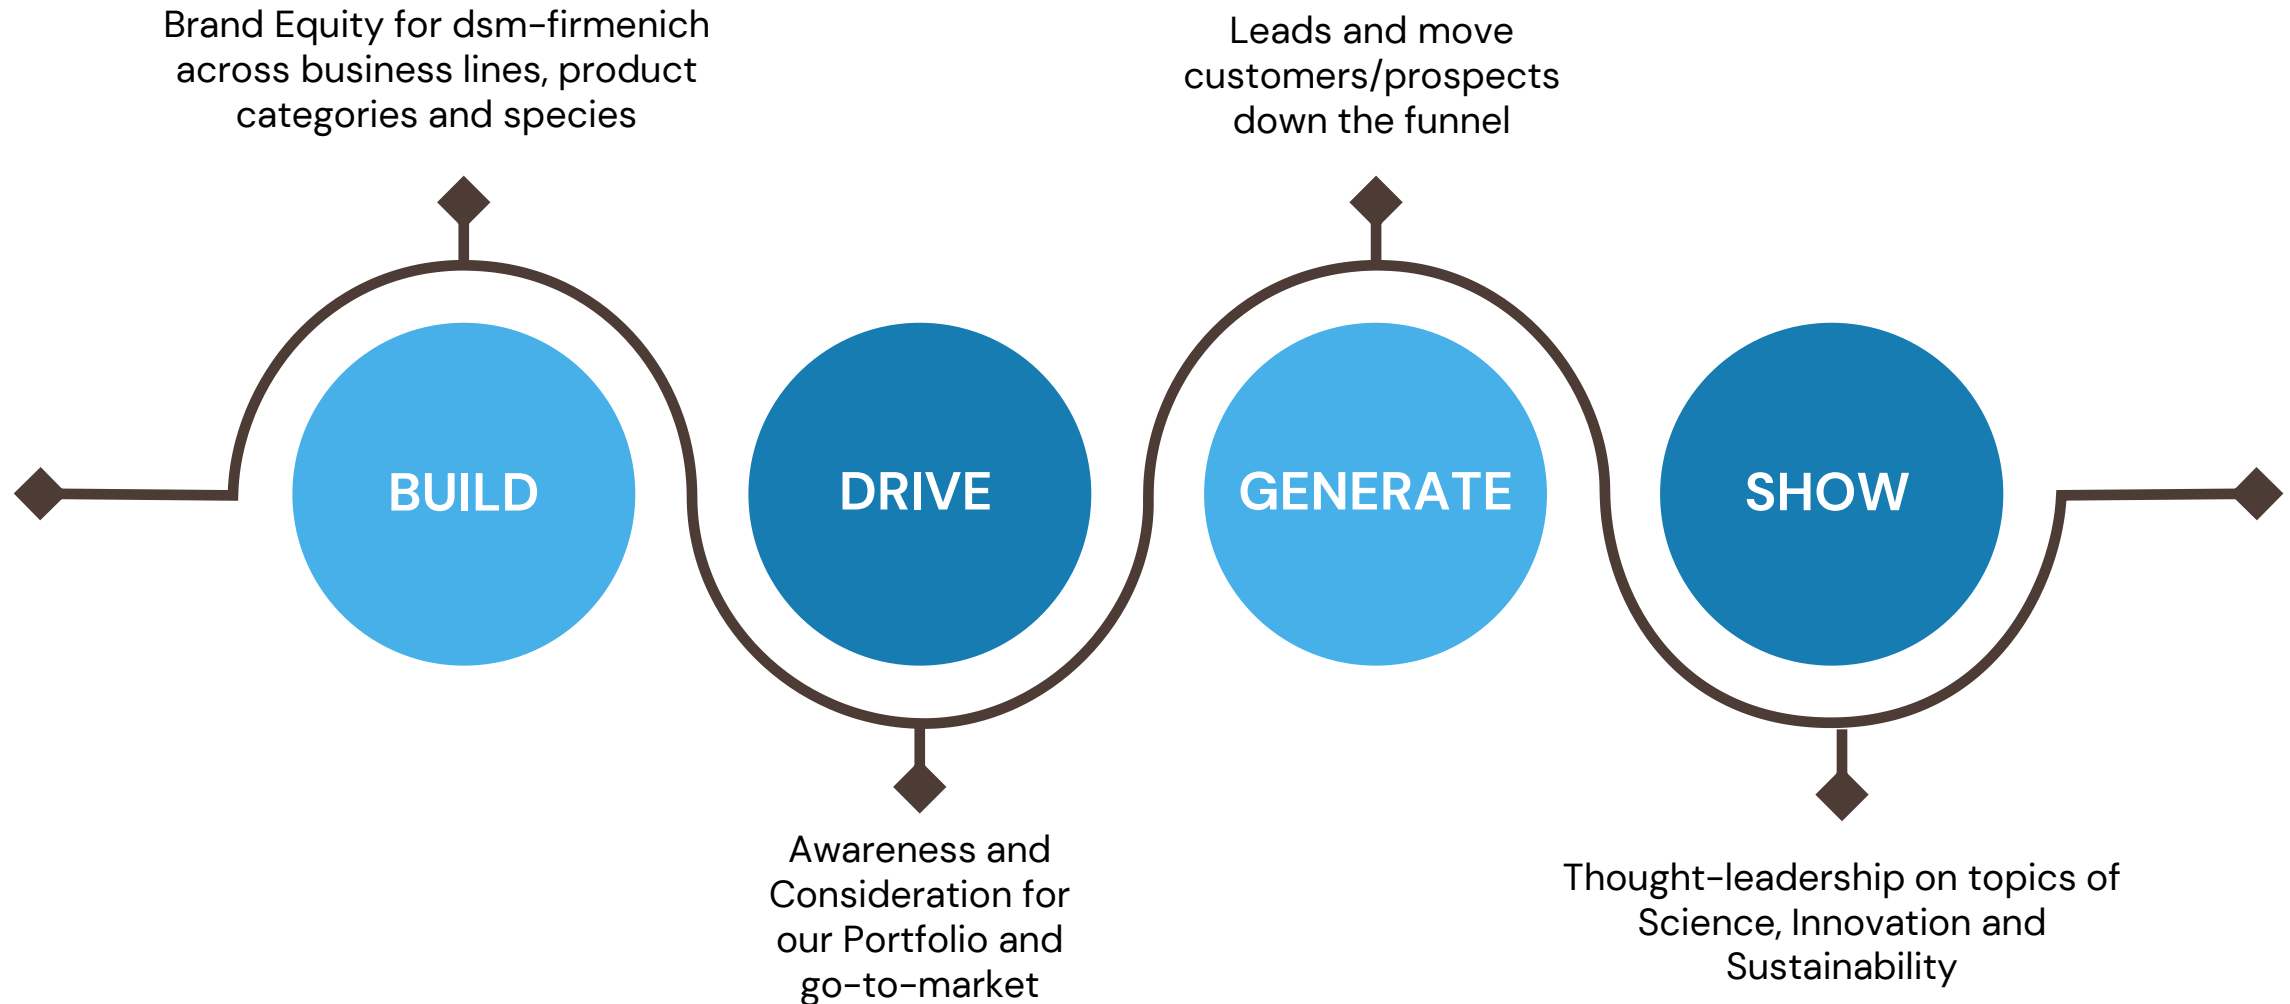 Brand Equity for dsm-firmenich
across business lines, product
categories and species
Leads and move
customers/prospects
down the funnel
BUILD
DRIVE
GENERATE
SHOW
Awareness and
Consideration for
our Portfolio and
go-to-market
Thought-leadership on topics of
Science, Innovation and
Sustainability